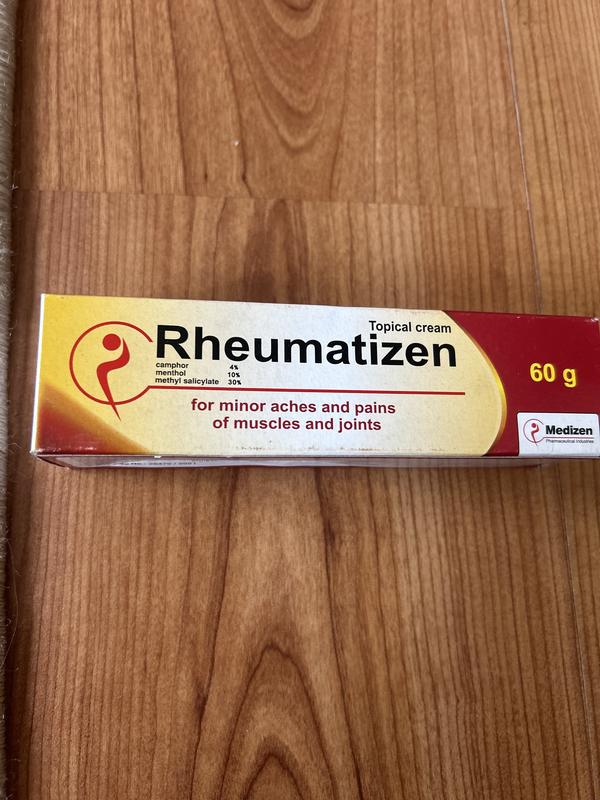 Topical cream
Rheumatizen
camphor 4%
menthol 10%
methyl salicylate 30%
for minor aches and pains
of muscles and joints
60 g
Medizen
Pharmaceutical Industries